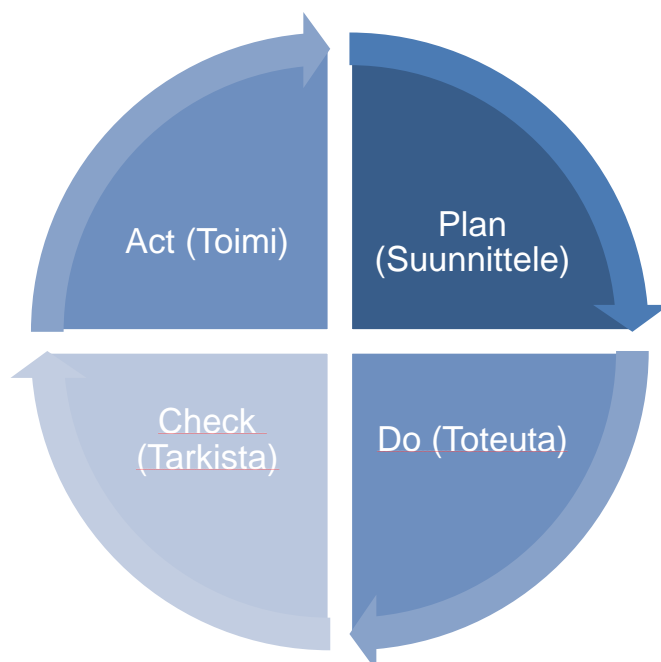 Act (Toimi)
Plan
(Suunnittele)
Check
(Tarkista)
Do (Toteuta)